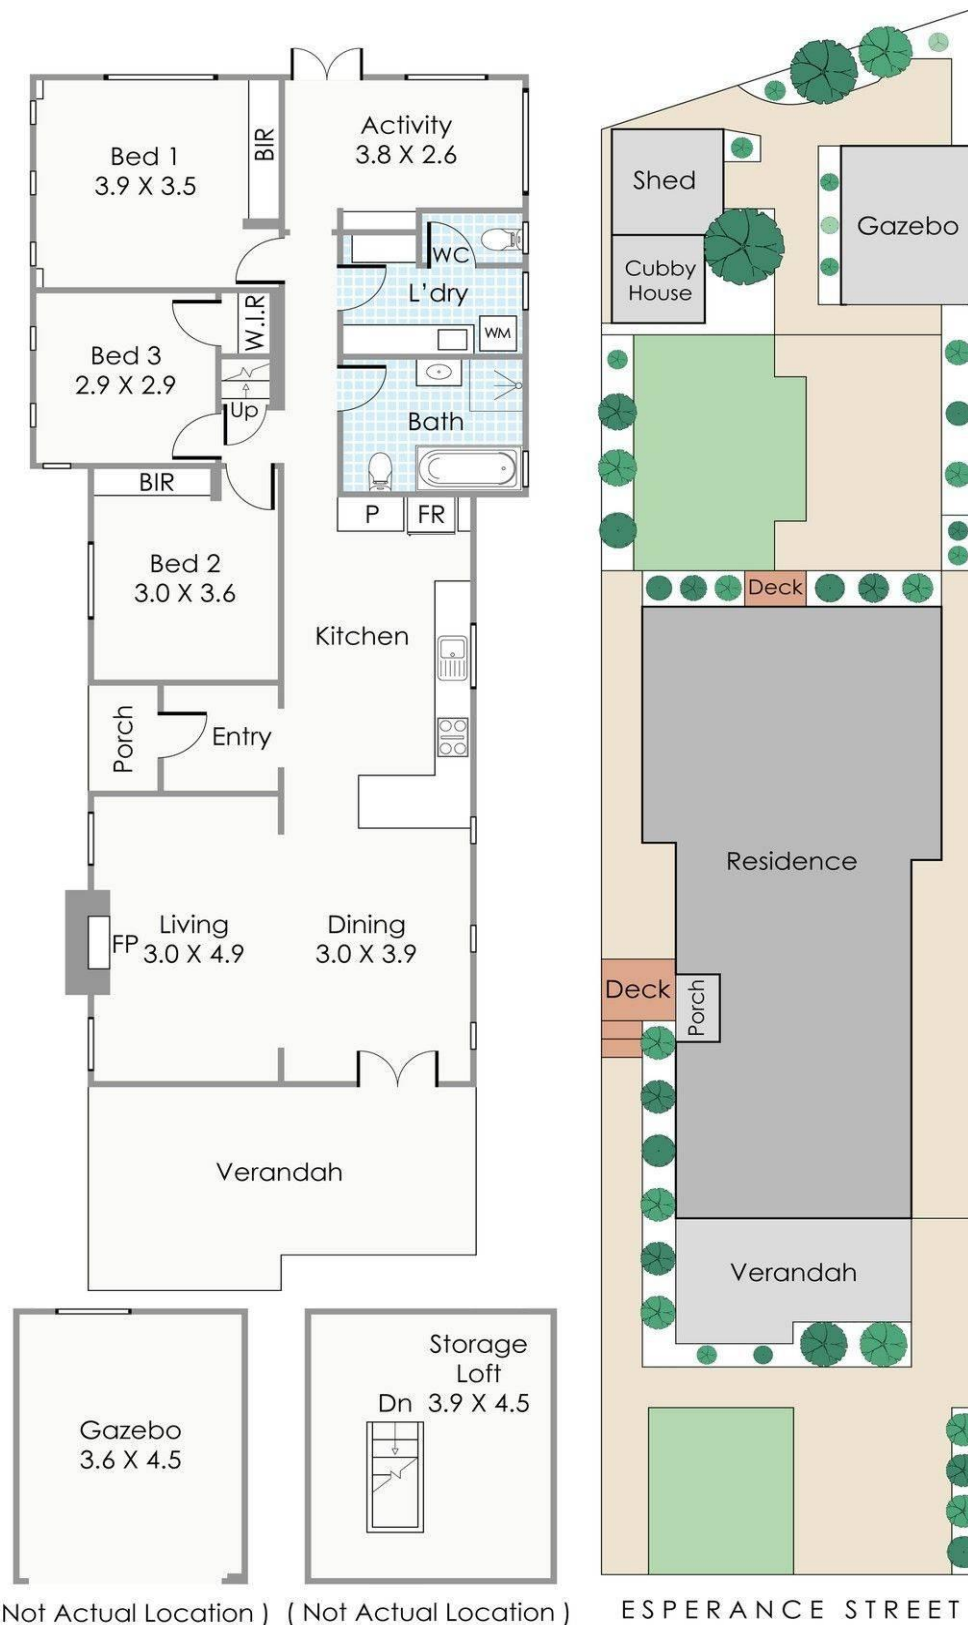 Bed 1
3.9 X 3.5
BIR
Activity
3.8 X 2.6
WC
L'dry
WM
Bed 3
2.9 X 2.9
W.I.R
Up
Bath
BIR
P
FR
Bed 2
3.0 X 3.6
Kitchen
Porch
Entry
FP
Living
3.0 X 4.9
Dining
3.0 X 3.9
Verandah
Gazebo
3.6 X 4.5
Not Actual Location )
Storage
Loft
3.9 X 4.5
Dn
( Not Actual Location )
Shed
Cubby
House
Gazebo
Deck
Residence
Deck
Porch
Verandah
ESPERANCE STREET